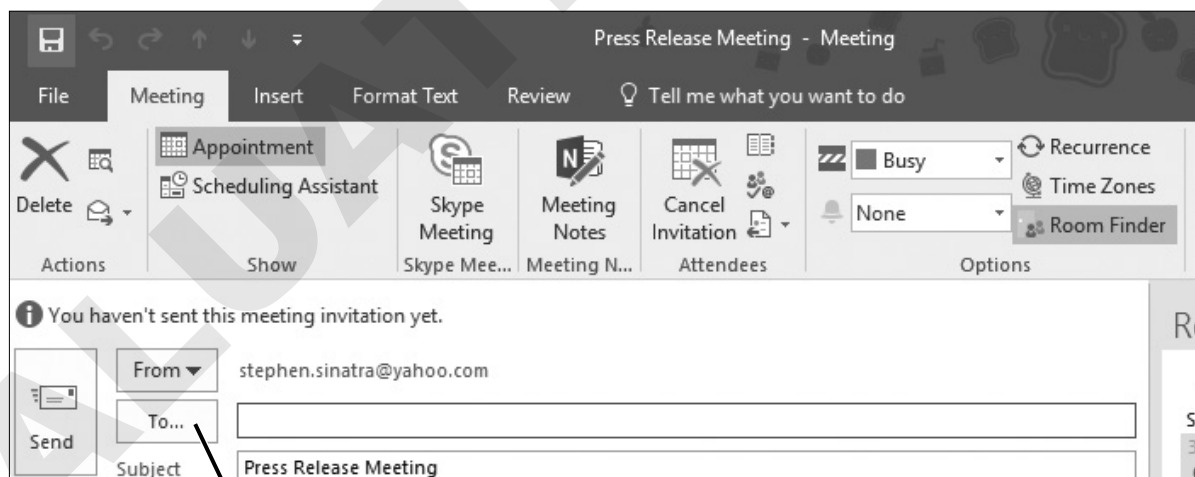 Press Release Meeting - Meeting
File Meeting Insert Format Text Review Tell me what you want to do
Appointment
Scheduling Assistant
Delete
Skype Meeting
Meeting Notes
Cancel Invitation
Busy
None
Recurrence
Time Zones
Room Finder
Actions Show Skype Mee... Meeting N... Attendees Options
You haven't sent this meeting invitation yet.
From stephen.sinatra@yahoo.com
To...
Send
Subject Press Release Meeting